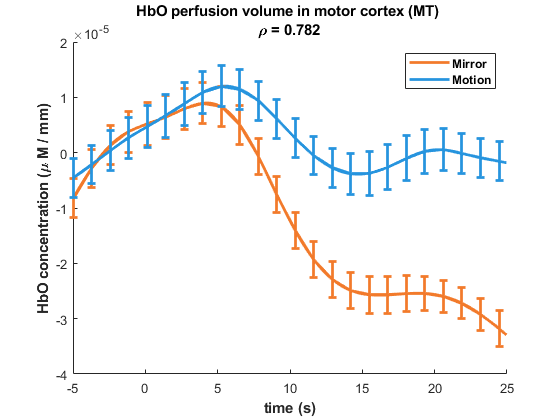 HbO perfusion volume in motor cortex (MT)
ρ = 0.782
×10⁻⁵
2
1
0
-1
-2
-3
-4
HbO concentration (μ M / mm)
-5
0
5
10
15
20
25
time (s)
Mirror
Motion